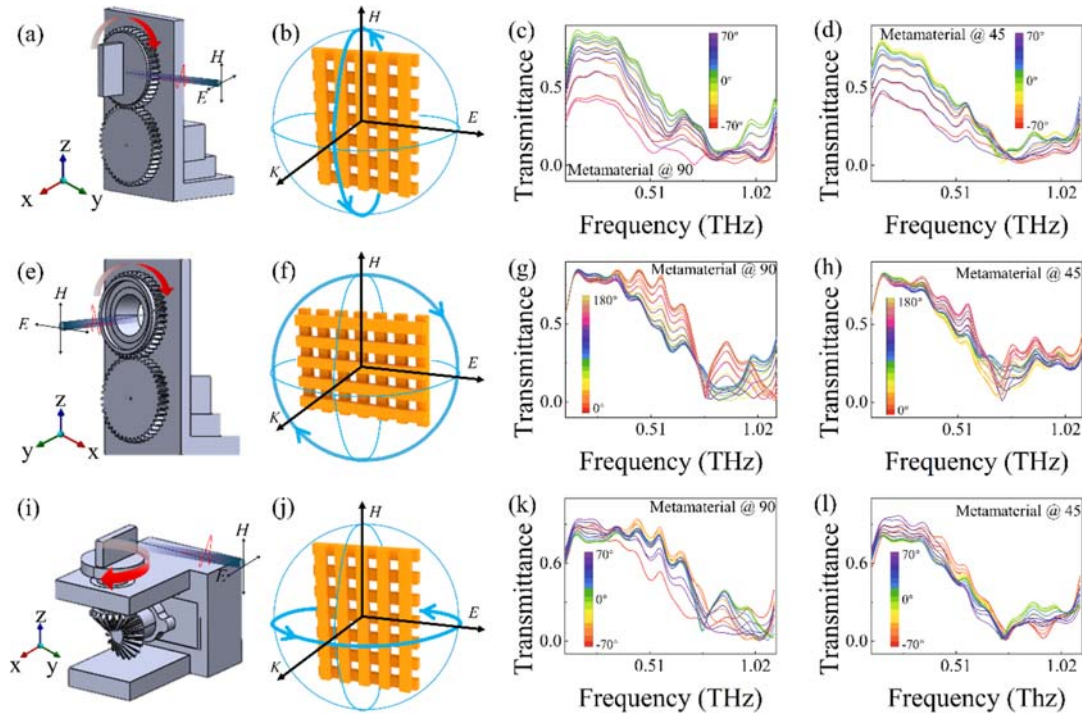 (a)
H
E
z
x
y
(b)
H
E
K
(c)
Transmittance
0.5
0.0
70°
0°
-70°
Metamaterial @ 90
0.51
1.02
Frequency (THz)
(d)
Metamaterial @ 45
Transmittance
0.5
0.0
70°
0°
-70°
0.51
1.02
Frequency (THz)
(e)
H
E
z
y
x
(f)
H
E
K
(g)
Metamaterial @ 90
Transmittance
0.5
0.0
180°
0°
0.51
1.02
Frequency (THz)
(h)
Metamaterial @ 45
Transmittance
0.5
0.0
180°
0°
0.51
1.02
Frequency (THz)
(i)
H
E
z
x
y
(j)
H
E
K
(k)
Metamaterial @ 90
Transmittance
0.6
0.0
70°
0°
-70°
0.51
1.02
Frequency (THz)
(l)
Metamaterial @ 45
Transmittance
0.6
0.0
70°
0°
-70°
0.51
1.02
Frequency (Thz)